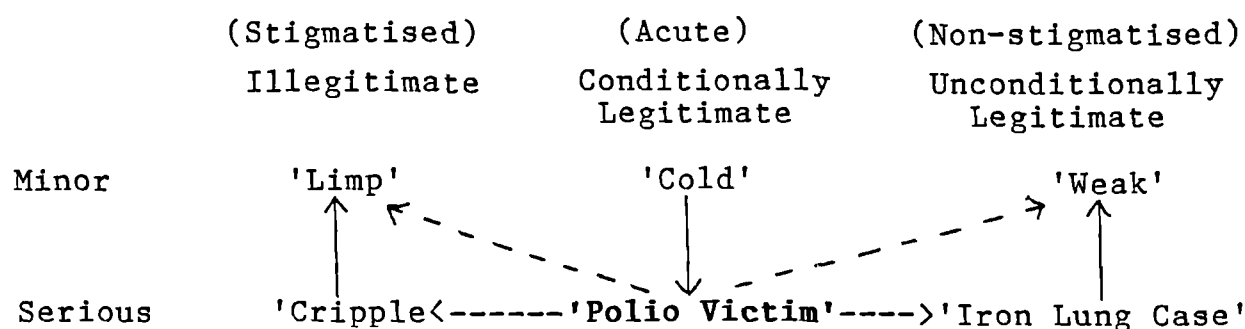 (Stigmatised) (Acute) (Non-stigmatised)
Illegitimate Conditionally Unconditionally
Legitimate Legitimate
Minor 'Limp' 'Cold' 'Weak'
Serious 'Cripple<------'Polio Victim'---->'Iron Lung Case'